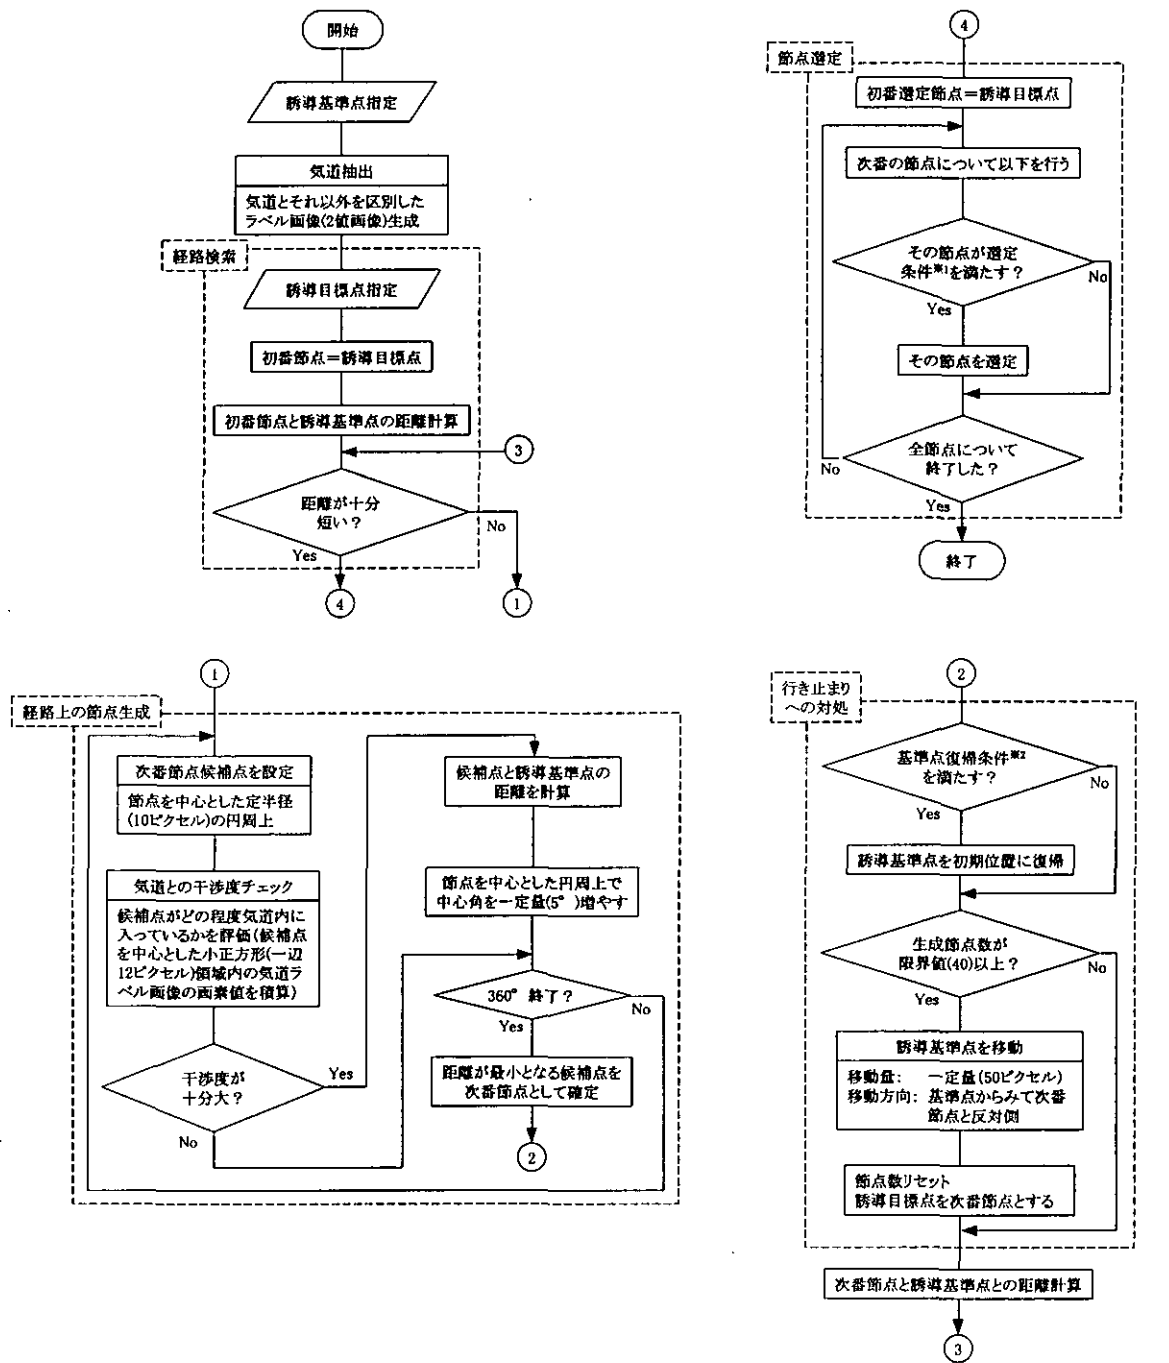 開始
誘導基準点指定
気道抽出
気道とそれ以外を区別した
ラベル画像(2値画像)生成
経路検索
誘導目標点指定
初番節点＝誘導目標点
初番節点と誘導基準点の距離計算
③
距離が十分
短い？
No
Yes
④
①
④
節点選定
初番選定節点＝誘導目標点
次番の節点について以下を行う
その節点が選定
条件※1を満たす？
No
Yes
その節点を選定
全節点について
終了した？
No
Yes
終了
①
経路上の節点生成
次番節点候補点を設定
節点を中心とした定半径
(10ピクセル)の円周上
気道との干渉度チェック
候補点がどの程度気道内に
入っているかを評価(候補点
を中心とした小正方形(一辺
12ピクセル)領域内の気道ラ
ベル画像の画素値を積算)
干渉度が
十分大？
Yes
No
候補点と誘導基準点の
距離を計算
節点を中心とした円周上で
中心角を一定量(5°)増やす
360° 終了？
No
Yes
距離が最小となる候補点を
次番節点として確定
②
②
行き止まり
への対処
基準点復帰条件※2
を満たす？
No
Yes
誘導基準点を初期位置に復帰
生成節点数が
限界値(40)以上？
No
Yes
誘導基準点を移動
移動量： 一定量(50ピクセル)
移動方向： 基準点からみて次番
節点と反対側
節点数リセット
誘導目標点を次番節点とする
次番節点と誘導基準点との距離計算
③